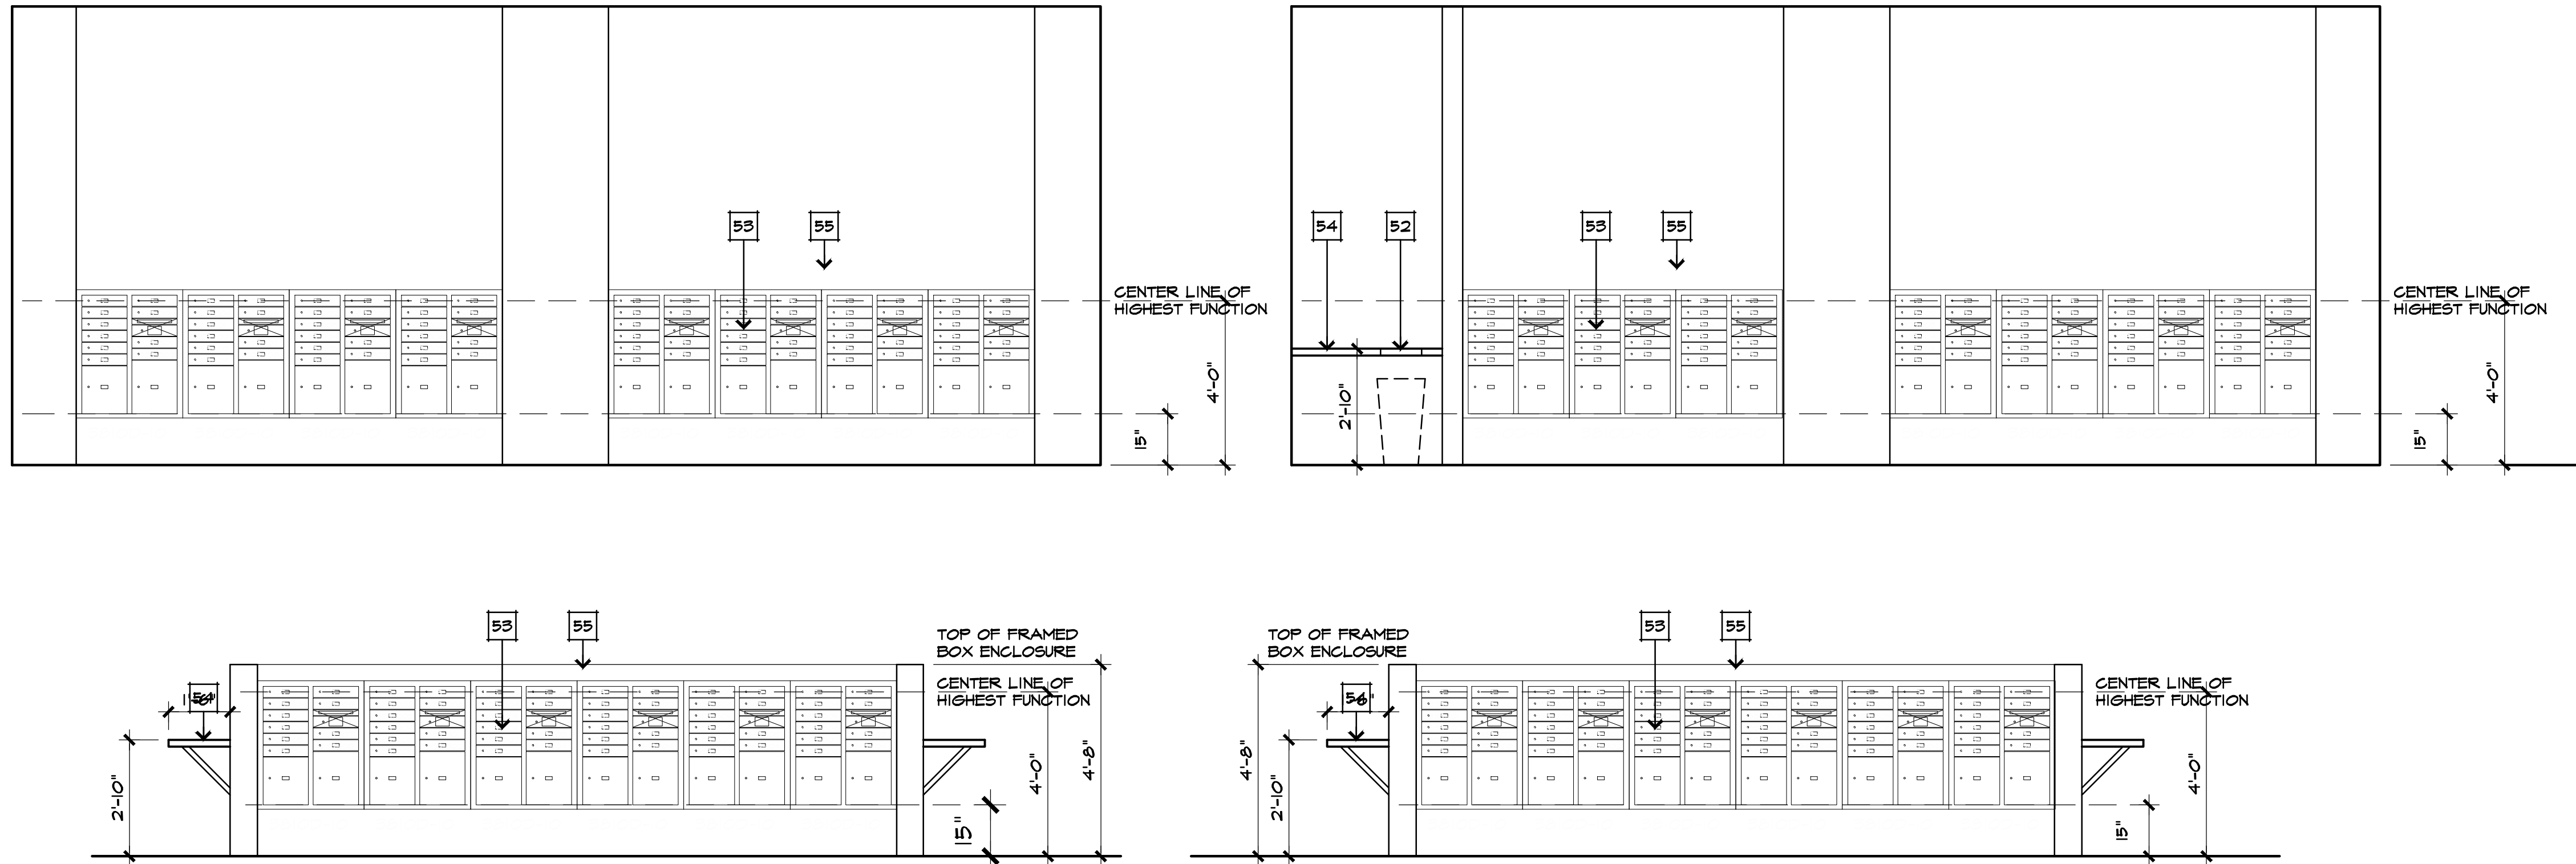 53
55
CENTER LINE OF
HIGHEST FUNCTION
4'-0"
15"
54
52
53
55
CENTER LINE OF
HIGHEST FUNCTION
2'-10"
4'-0"
15"
53
55
TOP OF FRAMED
BOX ENCLOSURE
CENTER LINE OF
HIGHEST FUNCTION
54
2'-10"
15"
4'-0"
4'-8"
TOP OF FRAMED
BOX ENCLOSURE
53
55
CENTER LINE OF
HIGHEST FUNCTION
54
4'-8"
2'-10"
15"
4'-0"